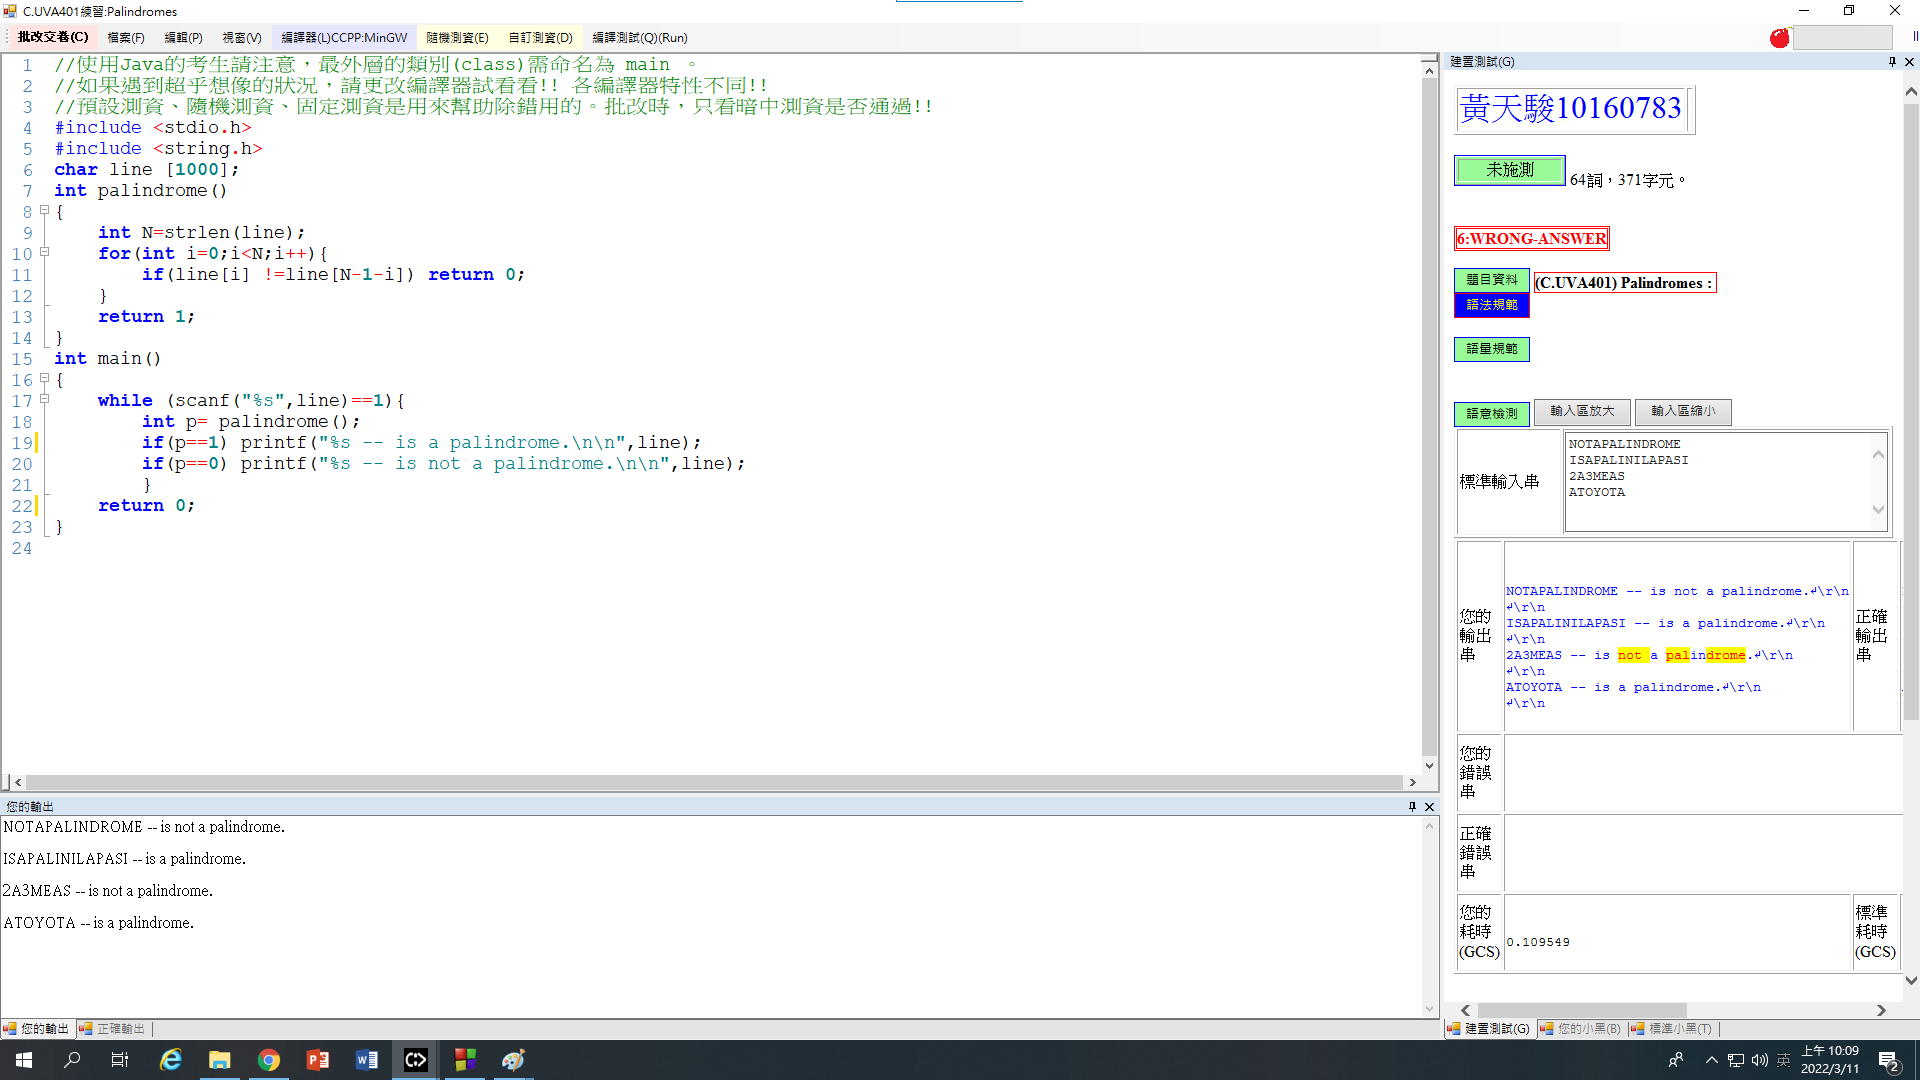 C.UVA401練習:Palindromes
批改交卷(C) 檔案(F) 編輯(P) 視窗(V) 編譯器(L)CCPP:MinGW 隨機測資(E) 自訂測資(D) 編譯測試(Q)(Run)
1 //使用Java的考生請注意，最外層的類別(class)需命名為 main 。
2 //如果遇到超乎想像的狀況，請更改編譯器試看看!! 各編譯器特性不同!!
3 //預設測資、隨機測資、固定測資是用來幫助除錯用的。批改時，只看暗中測資是否通過!!
4 #include <stdio.h>
5 #include <string.h>
6 char line [1000];
7 int palindrome()
8 {
9 int N=strlen(line);
10 for(int i=0;i<N;i++){
11 if(line[i] !=line[N-1-i]) return 0;
12 }
13 return 1;
14 }
15 int main()
16 {
17 while (scanf("%s",line)==1){
18 int p= palindrome();
19 if(p==1) printf("%s -- is a palindrome.\n\n",line);
20 if(p==0) printf("%s -- is not a palindrome.\n\n",line);
21 }
22 return 0;
23 }
24
您的輸出
NOTAPALINDROME -- is not a palindrome.
ISAPALINILAPASI -- is a palindrome.
2A3MEAS -- is not a palindrome.
ATOYOTA -- is a palindrome.
您的輸出 正確輸出
建置測試(G)
黃天駿10160783
未施測 64詞，371字元。
6:WRONG-ANSWER
題目資料 (C.UVA401) Palindromes :
語法規範
語量規範
語意檢測 輸入區放大 輸入區縮小
標準輸入串
NOTAPALINDROME
ISAPALINILAPASI
2A3MEAS
ATOYOTA
您的輸出串
NOTAPALINDROME -- is not a palindrome.↲\r\n
↲\r\n
ISAPALINILAPASI -- is a palindrome.↲\r\n
↲\r\n
2A3MEAS -- is not a palindrome.↲\r\n
↲\r\n
ATOYOTA -- is a palindrome.↲\r\n
↲\r\n
正確輸出串
您的錯誤串
正確錯誤串
您的耗時(GCS)
0.109549
標準耗時(GCS)
建置測試(G) 您的小黑(B) 標準小黑(T)
英
上午 10:09
2022/3/11
2